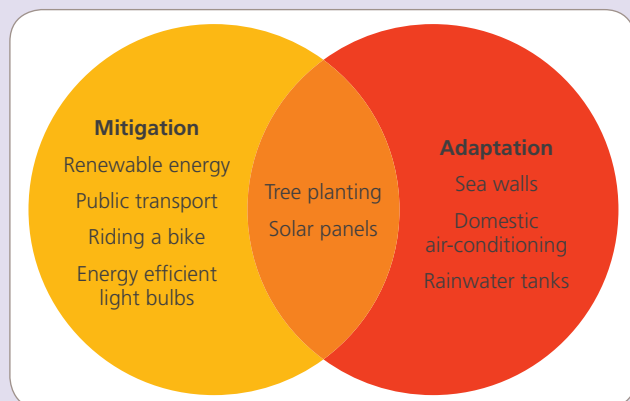 Mitigation
Renewable energy
Public transport
Riding a bike
Energy efficient
light bulbs
Tree planting
Solar panels
Adaptation
Sea walls
Domestic
air-conditioning
Rainwater tanks